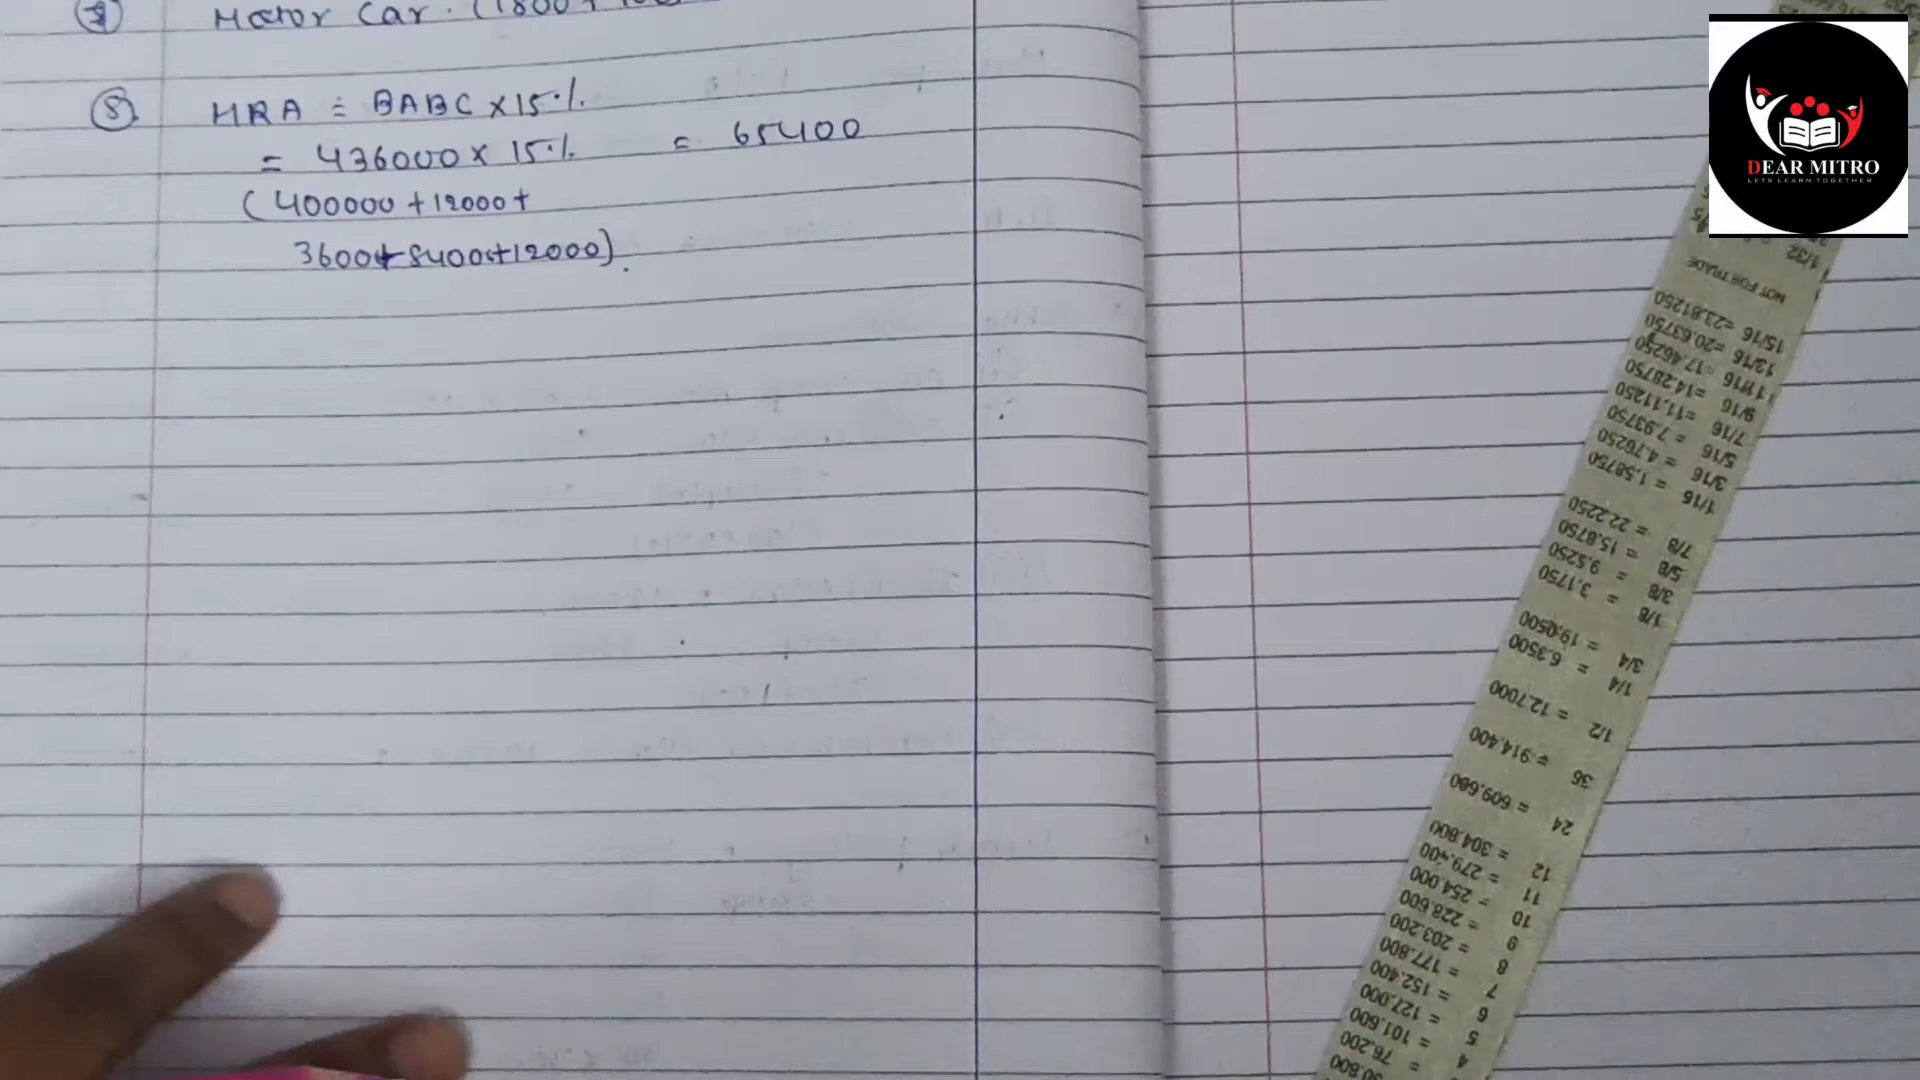 Motor Car. (1800 +
⑧ HRA = BABC × 15%
= 436000 × 15% = 65400
(400000 + 12000 +
3600 + 8400 + 12000).
DEAR MITRO
LETS LEARN TOGETHER
1/32
NOT FOR TRADE
15/16 =23.81250
13/16 =20.63750
11/16 =17.46250
9/16 =14.28750
7/16 =11.11250
5/16 = 7.93750
3/16 = 4.76250
1/16 = 1.58750
7/8 = 22.2250
5/8 = 15.8750
3/8 = 9.5250
1/8 = 3.1750
3/4 = 19.0500
1/4 = 6.3500
1/2 = 12.7000
36 = 914.400
24 = 609.600
12 = 304.800
11 = 279.400
10 = 254.000
9 = 228.600
8 = 203.200
7 = 177.800
6 = 152.400
5 = 127.000
4 = 101.600
= 76.200